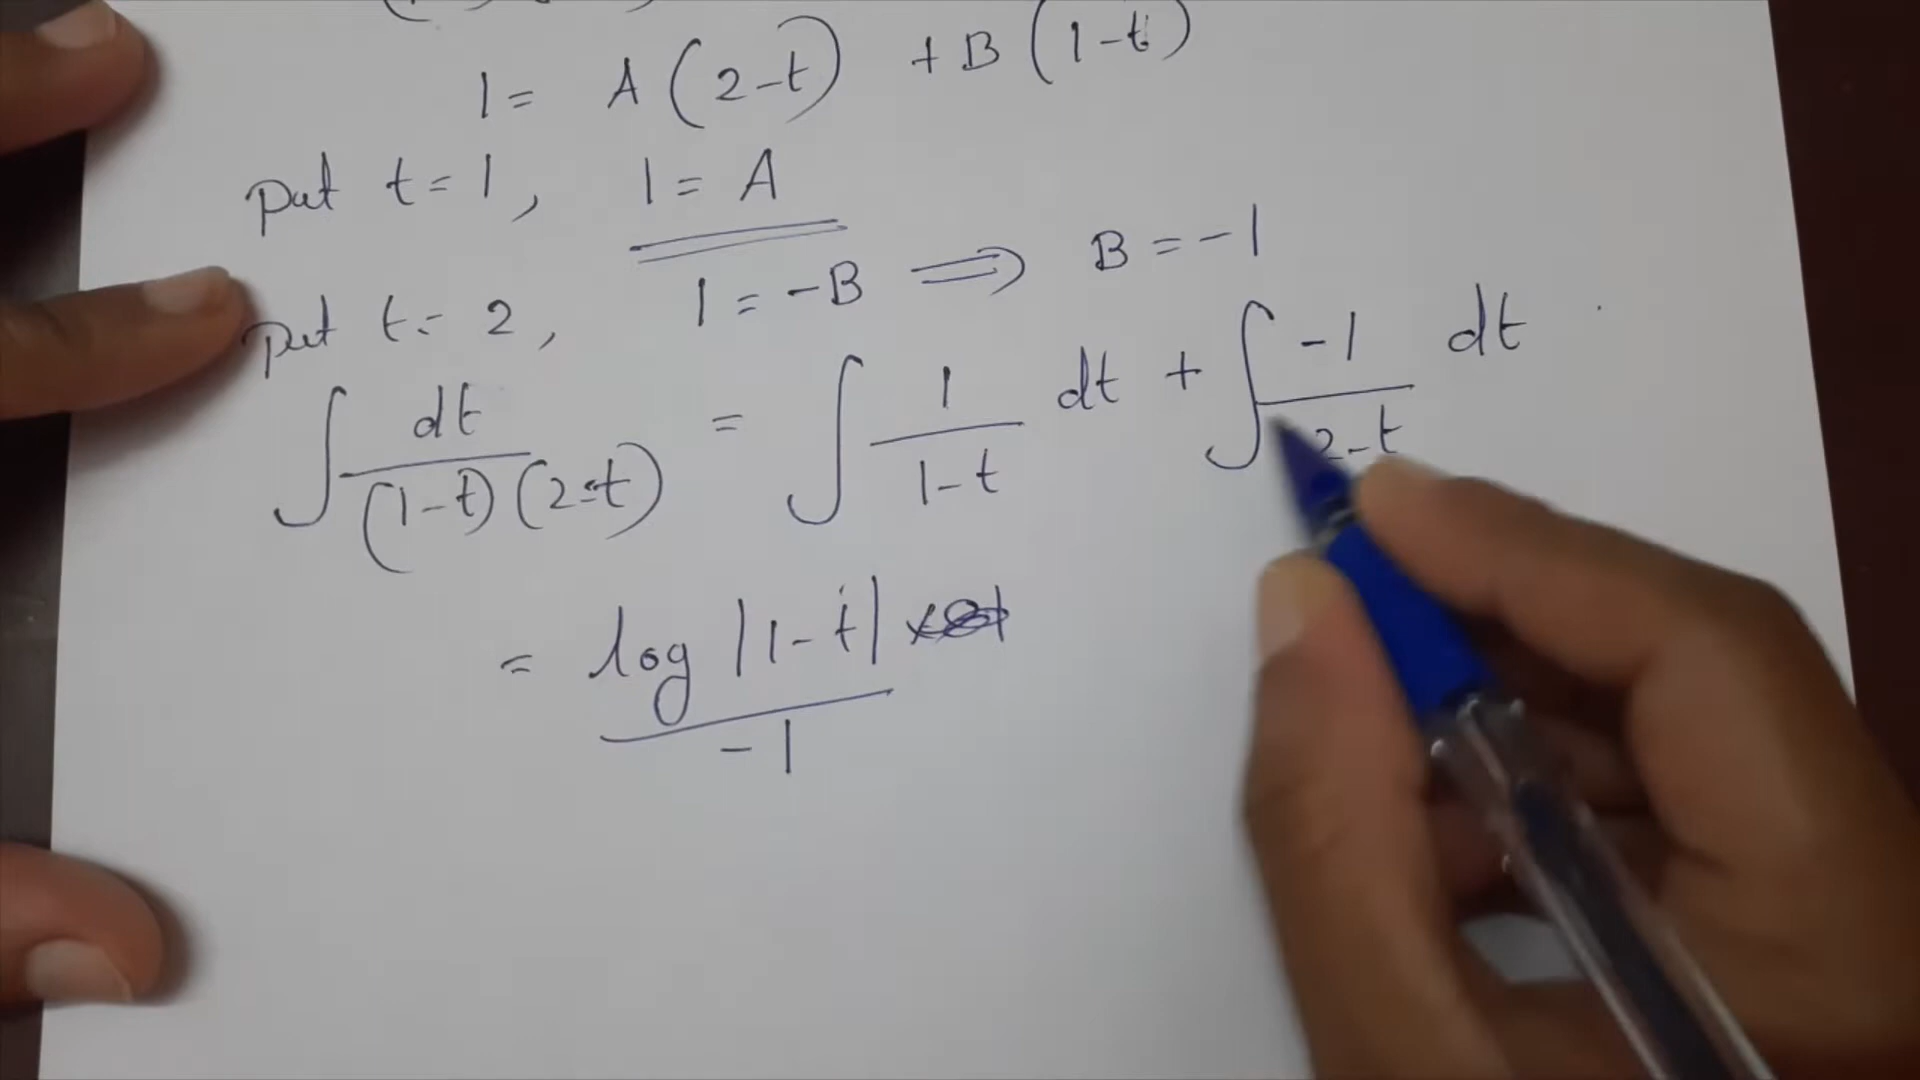 1 = A (2-t) + B (1-t)
put t = 1, 1 = A
put t = 2, 1 = -B ⟹ B = -1
∫ dt / (1-t)(2-t) = ∫ 1 / 1-t dt + ∫ -1 / 2-t dt
= log |1-t| / -1